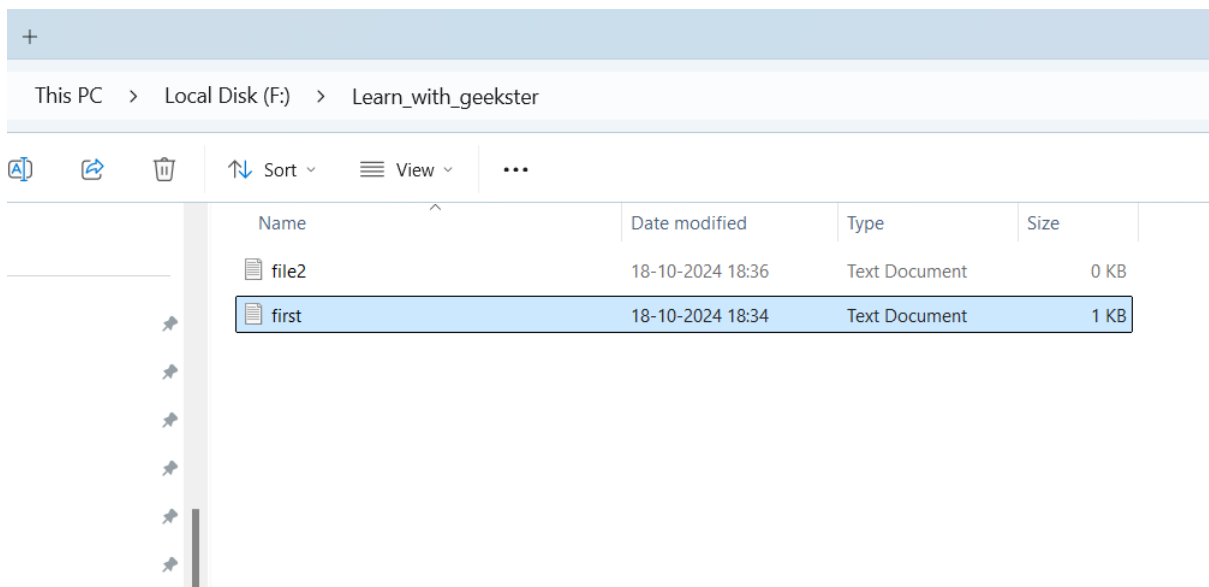 This PC > Local Disk (F:) > Learn_with_geekster
Sort View
Name Date modified Type Size
file2 18-10-2024 18:36 Text Document 0 KB
first 18-10-2024 18:34 Text Document 1 KB